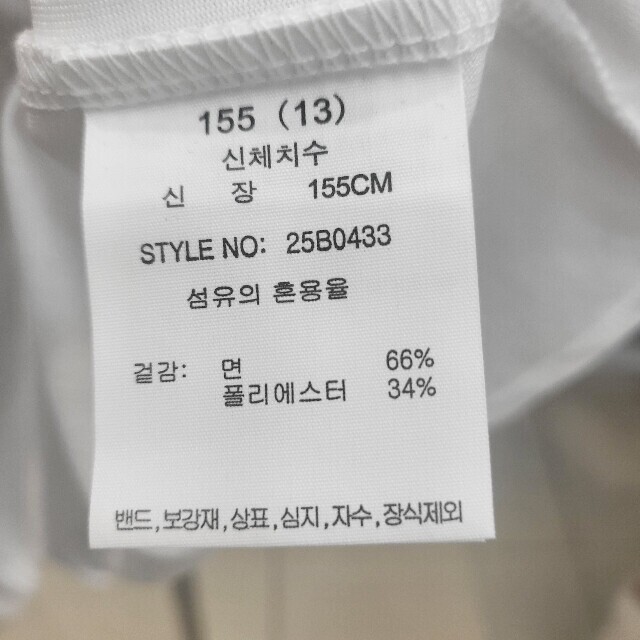 155 (13)
신체치수
신 장 155CM
STYLE NO: 25B0433
섬유의 혼용율
겉감: 면 66%
폴리에스터 34%
밴드,보강재,상표,심지,자수,장식제외